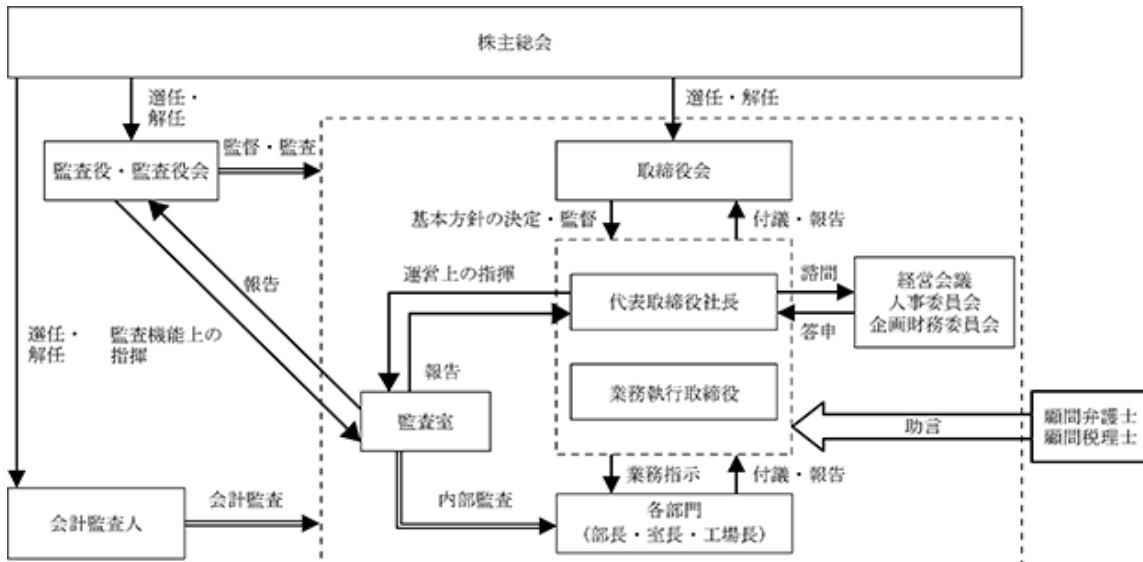 株主総会
選任・
解任
選任・解任
監査役・監査役会
監督・監査
取締役会
基本方針の決定・監督
付議・報告
運営上の指揮
代表取締役社長
諮問
答申
経営会議
人事委員会
企画財務委員会
報告
選任・
解任
監査機能上の
指揮
報告
業務執行取締役
監査室
助言
顧問弁護士
顧問税理士
業務指示
付議・報告
会計監査人
会計監査
内部監査
各部門
(部長・室長・工場長)